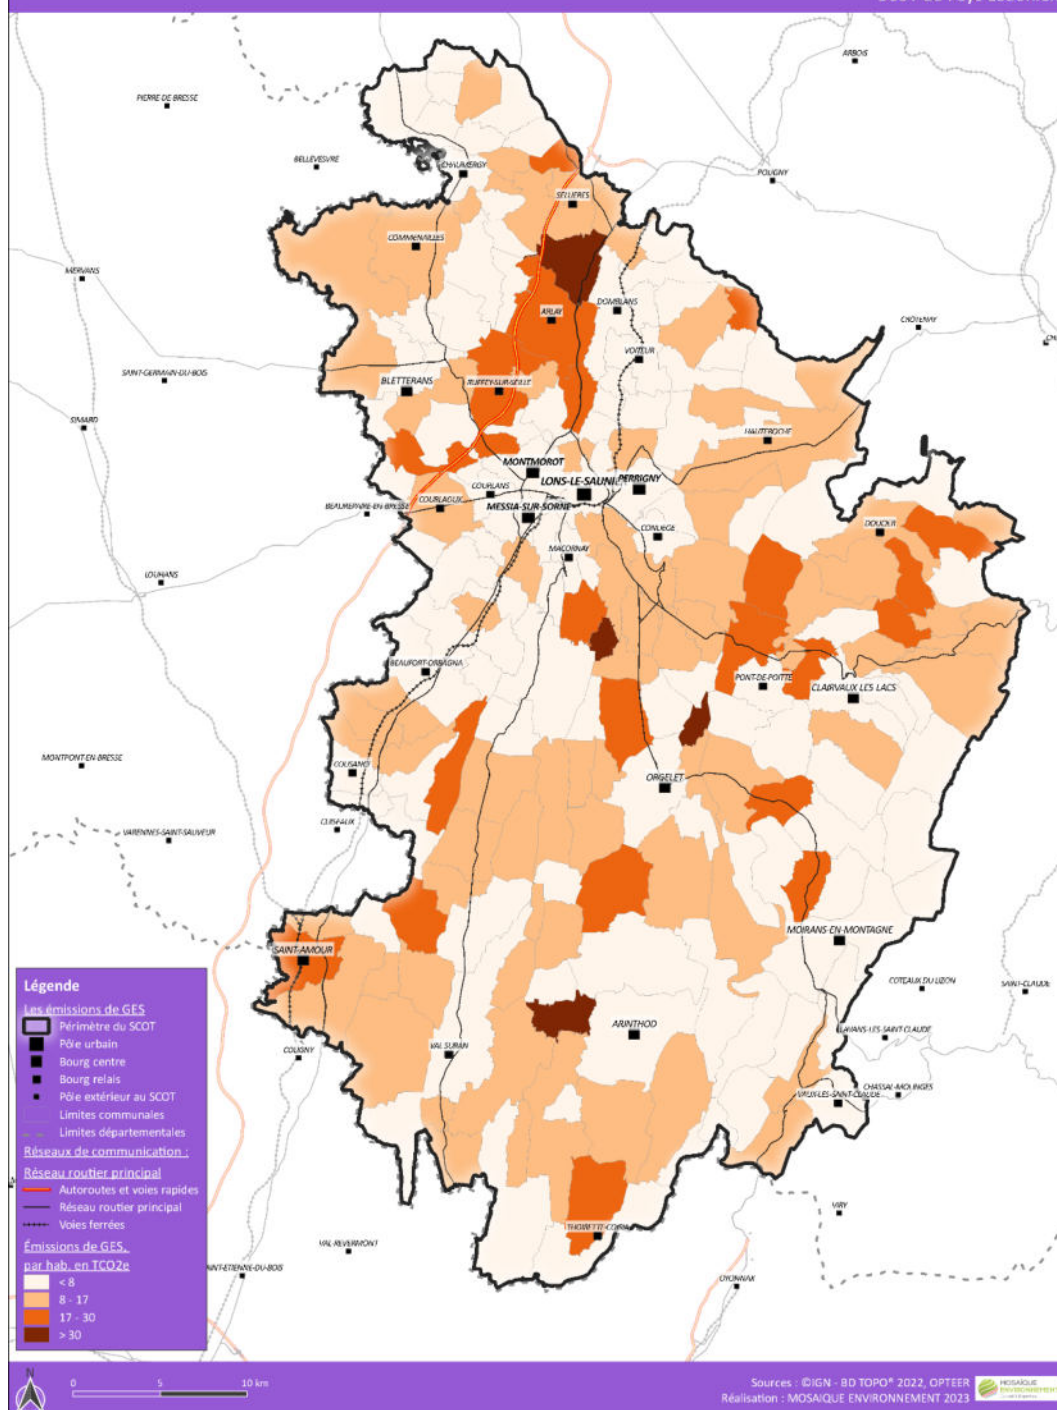 ARBOIS
PIERRE-DE-BRESSE
BELLEVESVRE
CHAUMERGY
POLIGNY
SELLIERES
COMMENAILLES
MERVANS
DOMBLANS
ARLAY
VOITEUR
SAINT-GERMAIN-DU-BOIS
BLETTERANS
RUFFEY-SUR-SEILLE
SIMARD
HAUTEROCHE
MONTMOROT
LONS-LE-SAUNI
PERRIGNY
COURLANS
COURLAOUX
BEAUREPAIRE-EN-BRESSE
MESSIA-SUR-SORNE
CONLIEGE
DOUCIER
MACORNAY
LOUHANS
BEAUFORT-ORBAGNA
PONT-DE-POITTE
CLAIRVAUX LES LACS
MONTPONT-EN-BRESSE
COUSANCE
ORGELET
CUISEAUX
VARENNES-SAINT-SAUVEUR
MOIRANS-EN-MONTAGNE
SAINT-AMOUR
COTEAUX DU LIZON
SAINT-CLAUDE
ARINTHOD
LAVANS-LES-SAINT CLAUDE
COLIGNY
VAL SURAN
CHASSAL-MOLINGES
VAUX-LES-SAINT-CLAUDE
VIRY
THOIRETTE-COISIA
VAL-REVERMONT
INT-ETIENNE-DU-BOIS
OYONNAX
Légende
Les émissions de GES
Périmètre du SCOT
Pôle urbain
Bourg centre
Bourg relais
Pôle extérieur au SCOT
Limites communales
Limites départementales
Réseaux de communication :
Réseau routier principal
Autoroutes et voies rapides
Réseau routier principal
Voies ferrées
Émissions de GES,
par hab. en TCO2e
< 8
8 - 17
17 - 30
> 30
N
0 5 10 km
Sources : ©IGN - BD TOPO® 2022, OPTEER
Réalisation : MOSAIQUE ENVIRONNEMENT 2023
MOSAÏQUE
ENVIRONNEMENT